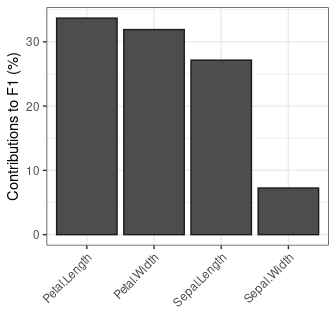 Contributions to F1 (%)
30
20
10
0
Petal.Length
Petal.Width
Sepal.Length
Sepal.Width